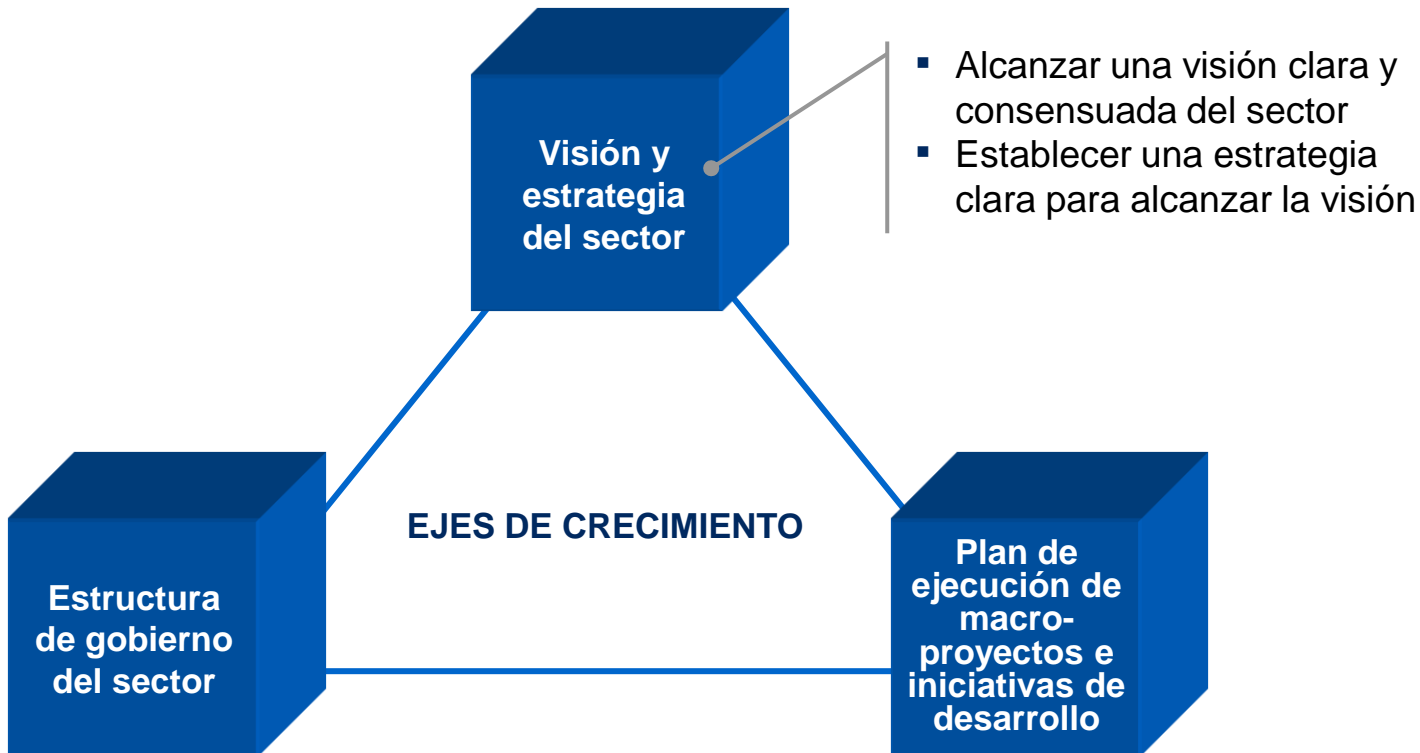 Visión y
estrategia
del sector
▪ Alcanzar una visión clara y
consensuada del sector
▪ Establecer una estrategia
clara para alcanzar la visión
EJES DE CRECIMIENTO
Estructura
de gobierno
del sector
Plan de
ejecución de
macro-
proyectos e
iniciativas de
desarrollo